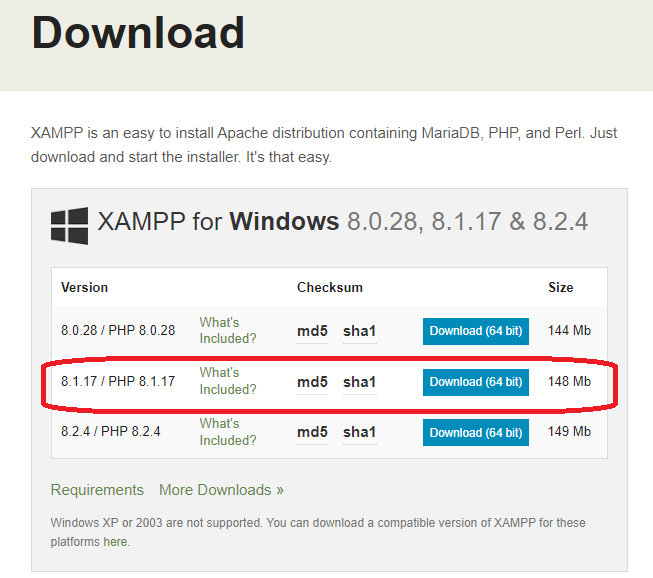 Download
XAMPP is an easy to install Apache distribution containing MariaDB, PHP, and Perl. Just
download and start the installer. It's that easy.
XAMPP for Windows 8.0.28, 8.1.17 & 8.2.4
Version Checksum Size
8.0.28 / PHP 8.0.28 What's Included? md5 sha1 Download (64 bit) 144 Mb
8.1.17 / PHP 8.1.17 What's Included? md5 sha1 Download (64 bit) 148 Mb
8.2.4 / PHP 8.2.4 What's Included? md5 sha1 Download (64 bit) 149 Mb
Requirements More Downloads »
Windows XP or 2003 are not supported. You can download a compatible version of XAMPP for these
platforms here.